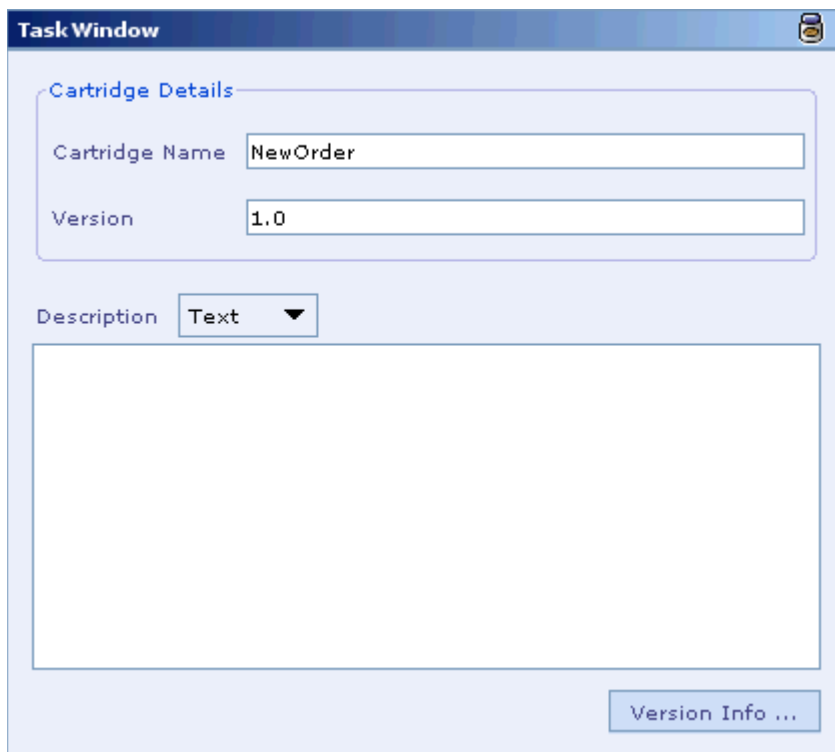 Task Window
Cartridge Details
Cartridge Name NewOrder
Version 1.0
Description Text
Version Info ...